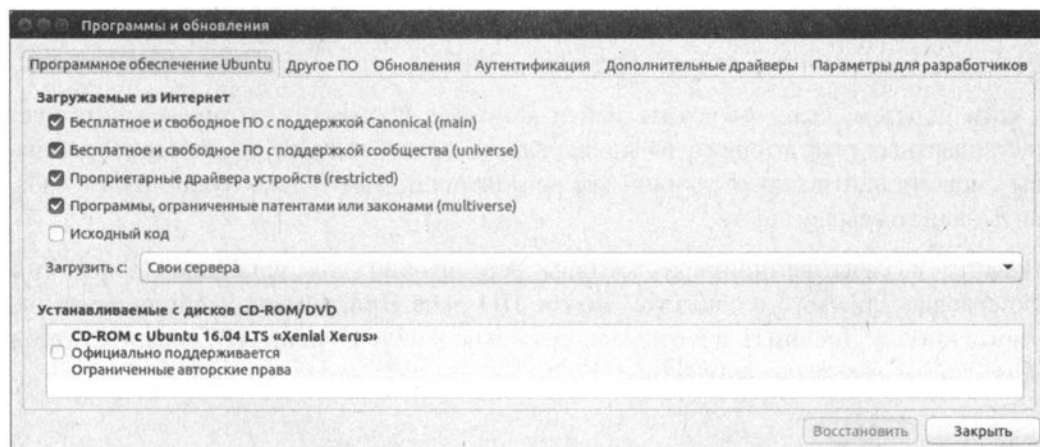 Программы и обновления
Программное обеспечение Ubuntu Другое ПО Обновления Аутентификация Дополнительные драйверы Параметры для разработчиков
Загружаемые из Интернет
Бесплатное и свободное ПО с поддержкой Canonical (main)
Бесплатное и свободное ПО с поддержкой сообщества (universe)
Проприетарные драйвера устройств (restricted)
Программы, ограниченные патентами или законами (multiverse)
Исходный код
Загрузить с: Свои сервера
Устанавливаемые с дисков CD-ROM/DVD
CD-ROM с Ubuntu 16.04 LTS «Xenial Xerus»
Официально поддерживается
Ограниченные авторские права
Восстановить Закрыть